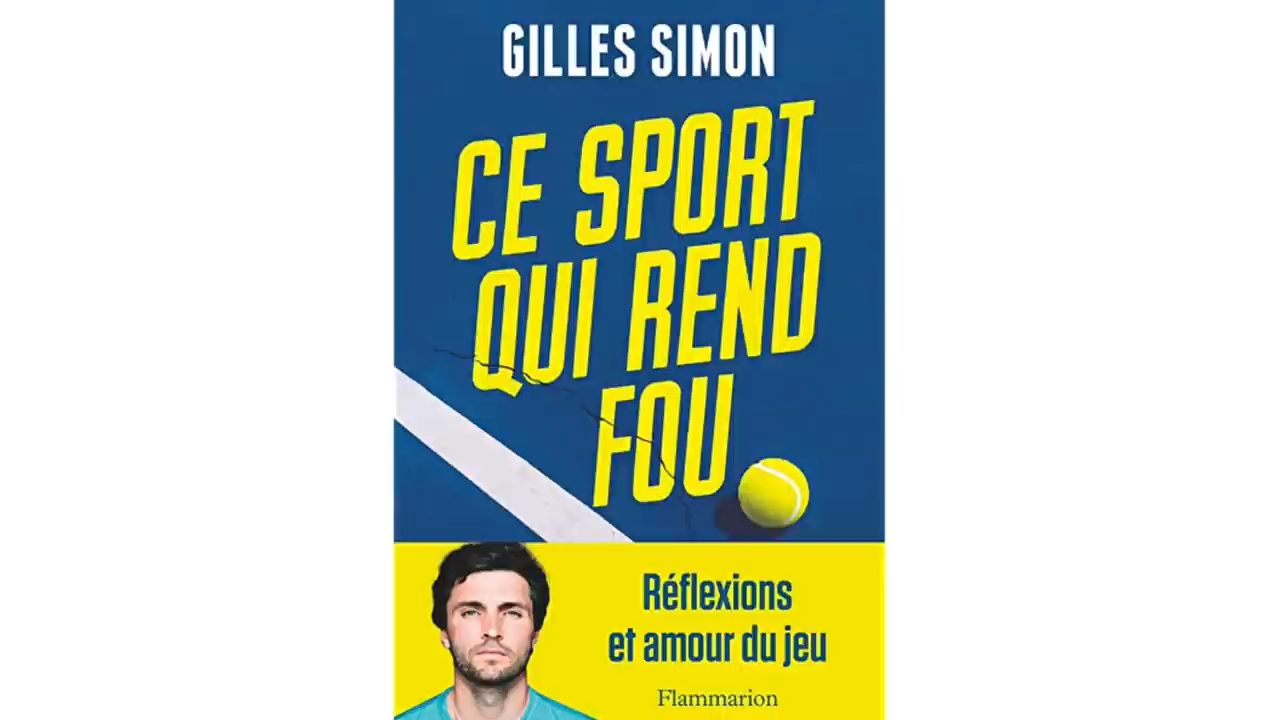 GILLES SIMON
CE SPORT
QUI REND
FOU
Réflexions
et amour du jeu
Flammarion